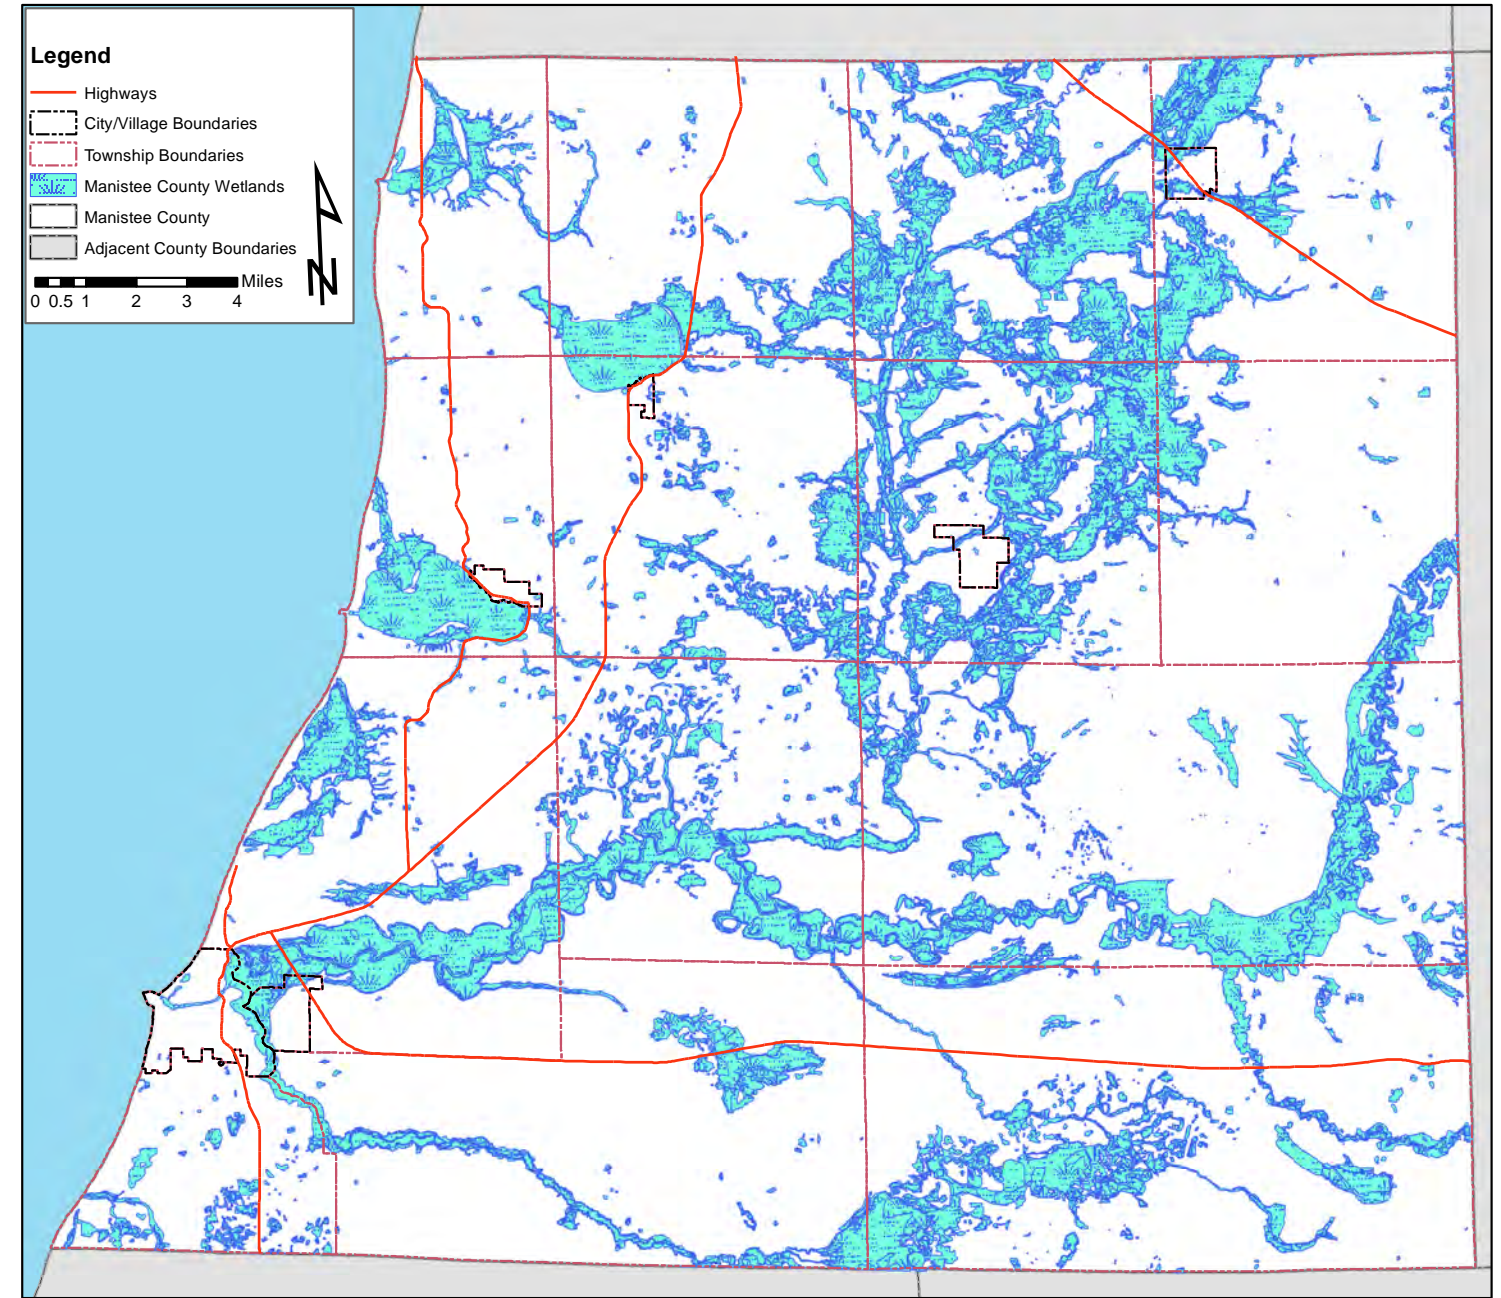 Legend
Highways
City/Village Boundaries
Township Boundaries
Manistee County Wetlands
Manistee County
Adjacent County Boundaries
Miles
0 0.5 1 2 3 4
N